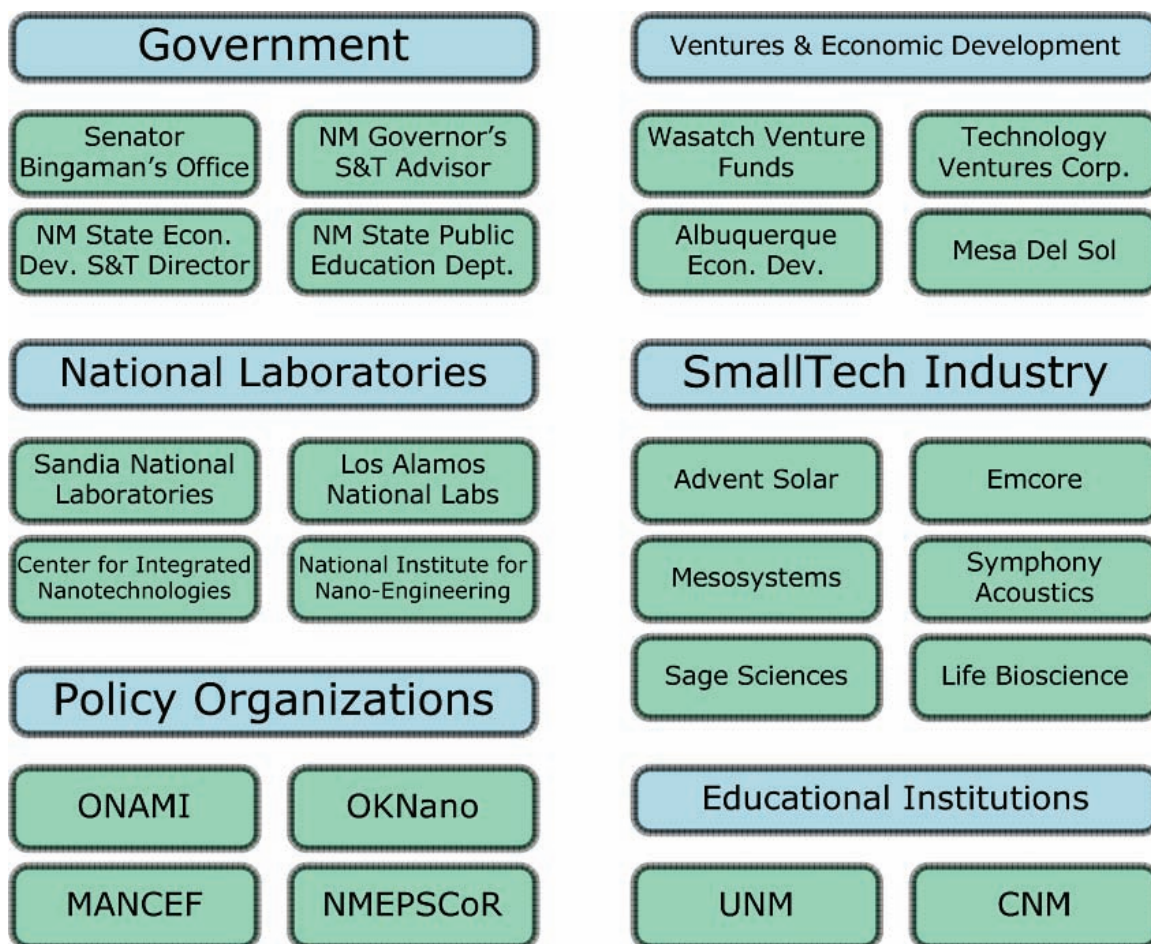 Government
Senator
Bingaman's Office
NM Governor's
S&T Advisor
NM State Econ.
Dev. S&T Director
NM State Public
Education Dept.
National Laboratories
Sandia National
Laboratories
Los Alamos
National Labs
Center for Integrated
Nanotechnologies
National Institute for
Nano-Engineering
Policy Organizations
ONAMI
OKNano
MANCEF
NMEPSCoR
Ventures & Economic Development
Wasatch Venture
Funds
Technology
Ventures Corp.
Albuquerque
Econ. Dev.
Mesa Del Sol
SmallTech Industry
Advent Solar
Emcore
Mesosystems
Symphony
Acoustics
Sage Sciences
Life Bioscience
Educational Institutions
UNM
CNM